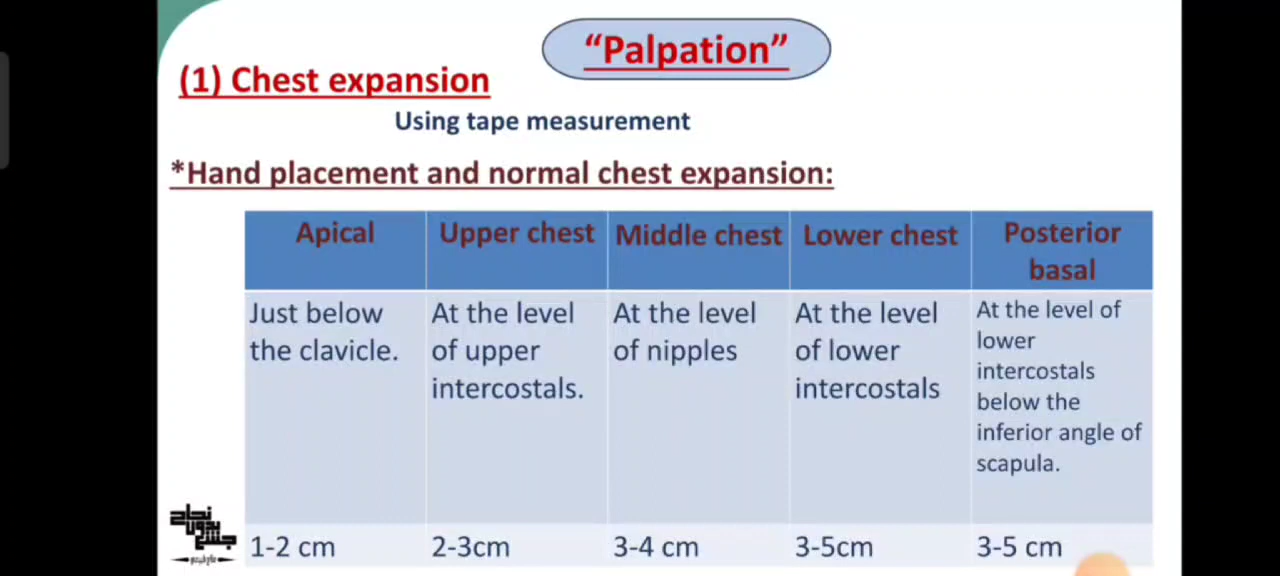 “Palpation”
(1) Chest expansion
Using tape measurement
*Hand placement and normal chest expansion:
Apical
Upper chest
Middle chest
Lower chest
Posterior
basal
Just below
the clavicle.
At the level
of upper
intercostals.
At the level
of nipples
At the level
of lower
intercostals
At the level of
lower
intercostals
below the
inferior angle of
scapula.
1-2 cm
2-3cm
3-4 cm
3-5cm
3-5 cm
نجاح
بدون
جشع